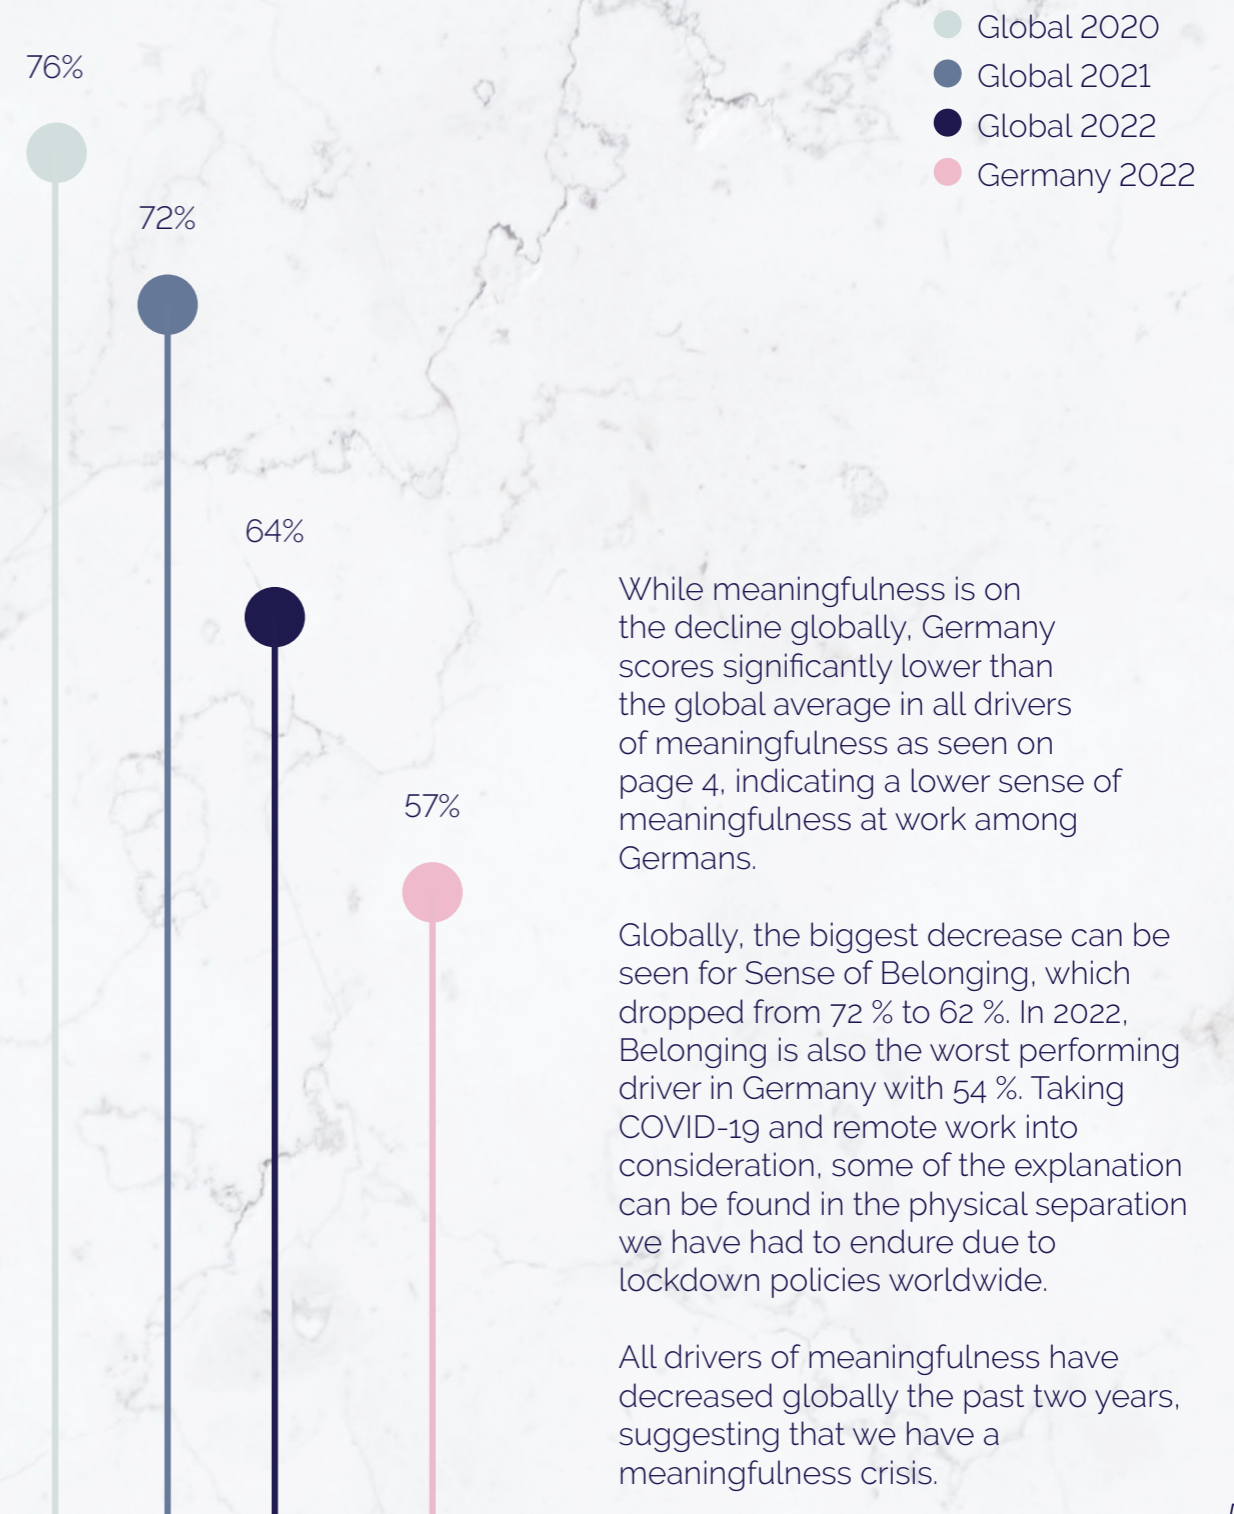 Global 2020
Global 2021
Global 2022
Germany 2022
76%
72%
64%
57%
While meaningfulness is on
the decline globally, Germany
scores significantly lower than
the global average in all drivers
of meaningfulness as seen on
page 4, indicating a lower sense of
meaningfulness at work among
Germans.
Globally, the biggest decrease can be
seen for Sense of Belonging, which
dropped from 72 % to 62 %. In 2022,
Belonging is also the worst performing
driver in Germany with 54 %. Taking
COVID-19 and remote work into
consideration, some of the explanation
can be found in the physical separation
we have had to endure due to
lockdown policies worldwide.
All drivers of meaningfulness have
decreased globally the past two years,
suggesting that we have a
meaningfulness crisis.